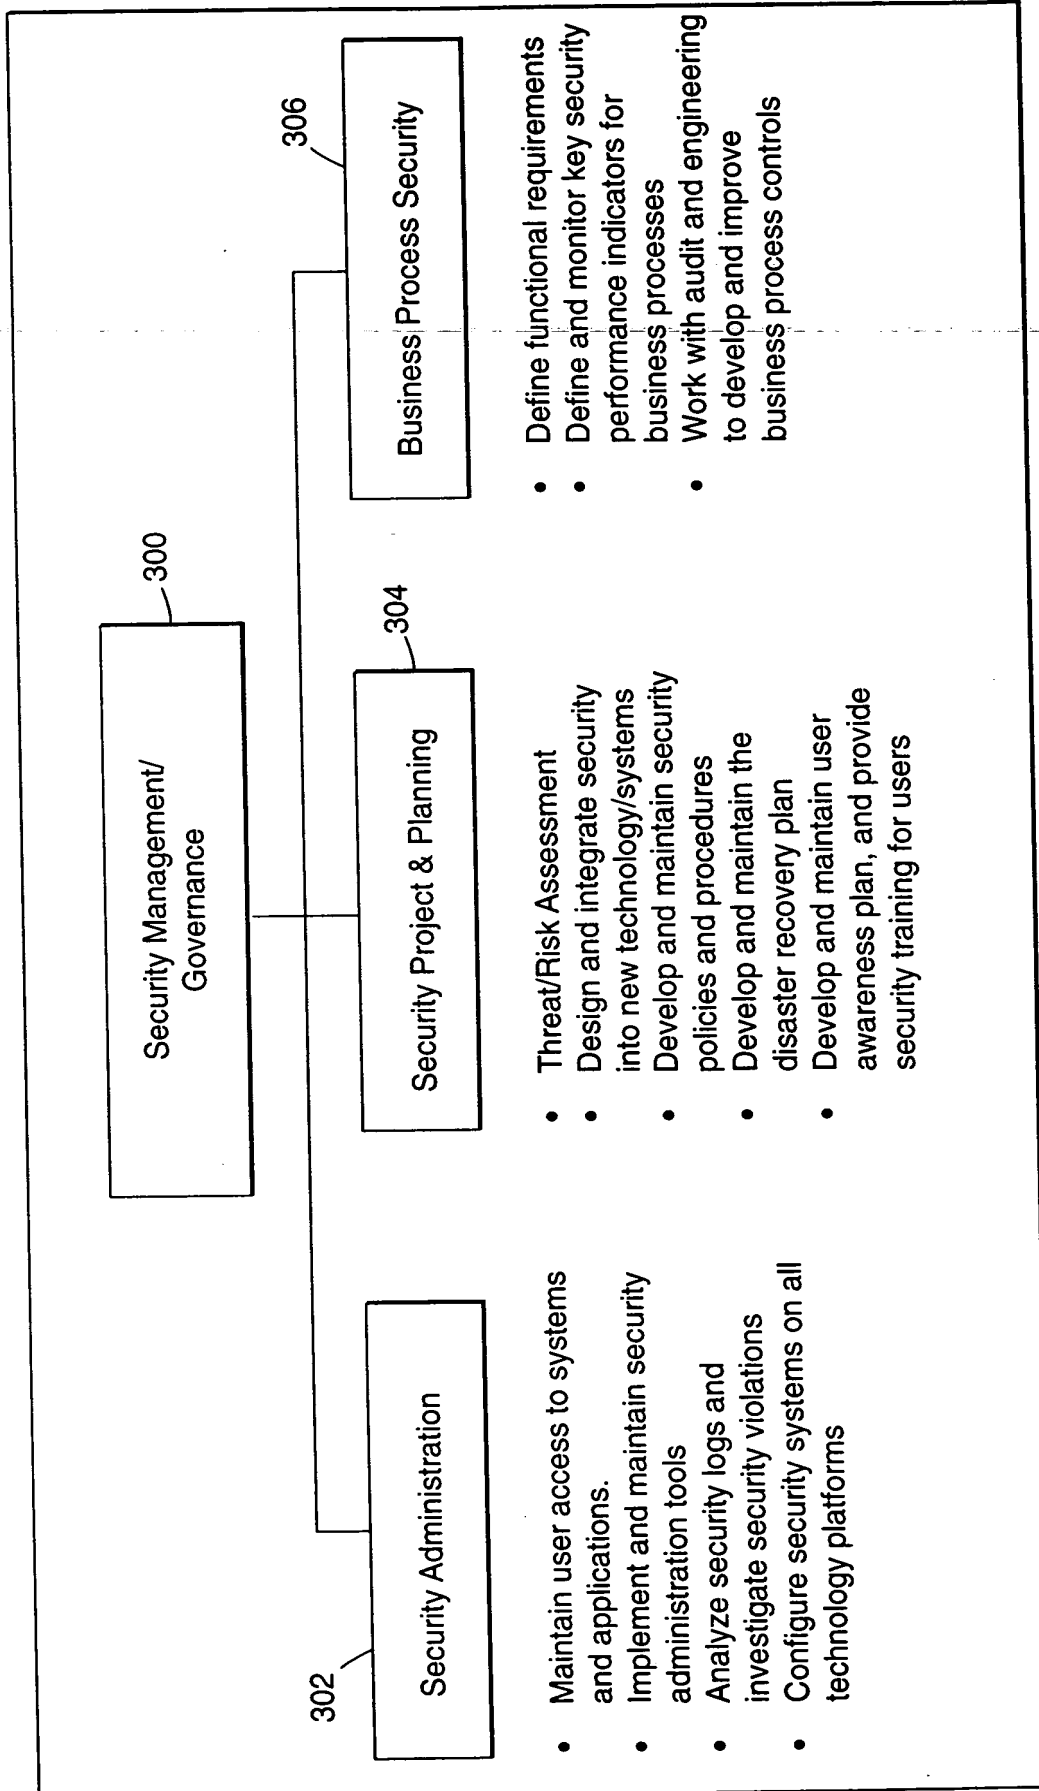 300
Security Management/
Governance
302
Security Administration
• Maintain user access to systems
and applications.
• Implement and maintain security
administration tools
• Analyze security logs and
investigate security violations
• Configure security systems on all
technology platforms
304
Security Project & Planning
• Threat/Risk Assessment
• Design and integrate security
into new technology/systems
• Develop and maintain security
policies and procedures
• Develop and maintain the
disaster recovery plan
• Develop and maintain user
awareness plan, and provide
security training for users
306
Business Process Security
• Define functional requirements
• Define and monitor key security
performance indicators for
business processes
• Work with audit and engineering
to develop and improve
business process controls